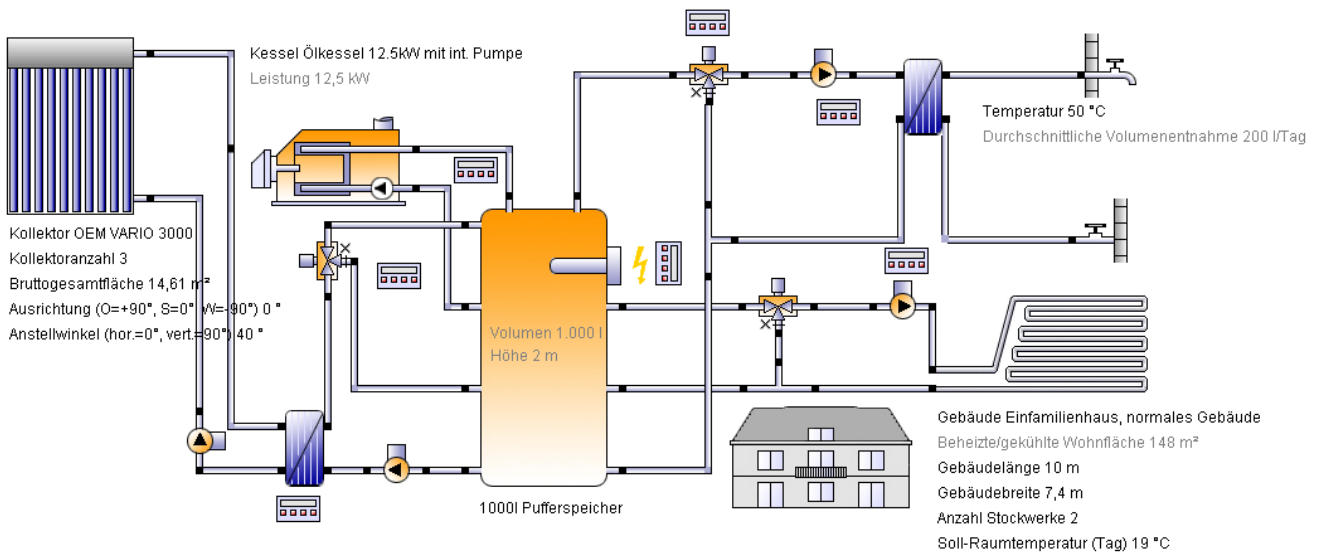 Kessel Ölkessel 12.5kW mit int. Pumpe
Leistung 12,5 kW
Temperatur 50 °C
Durchschnittliche Volumenentnahme 200 l/Tag
Kollektor OEM VARIO 3000
Kollektoranzahl 3
Bruttogesamtfläche 14,61 m²
Ausrichtung (O=+90°, S=0°, W=-90°) 0 °
Anstellwinkel (hor.=0°, vert.=90°) 40 °
Volumen 1.000 l
Höhe 2 m
1000l Pufferspeicher
Gebäude Einfamilienhaus, normales Gebäude
Beheizte/gekühlte Wohnfläche 148 m²
Gebäudelänge 10 m
Gebäudebreite 7,4 m
Anzahl Stockwerke 2
Soll-Raumtemperatur (Tag) 19 °C